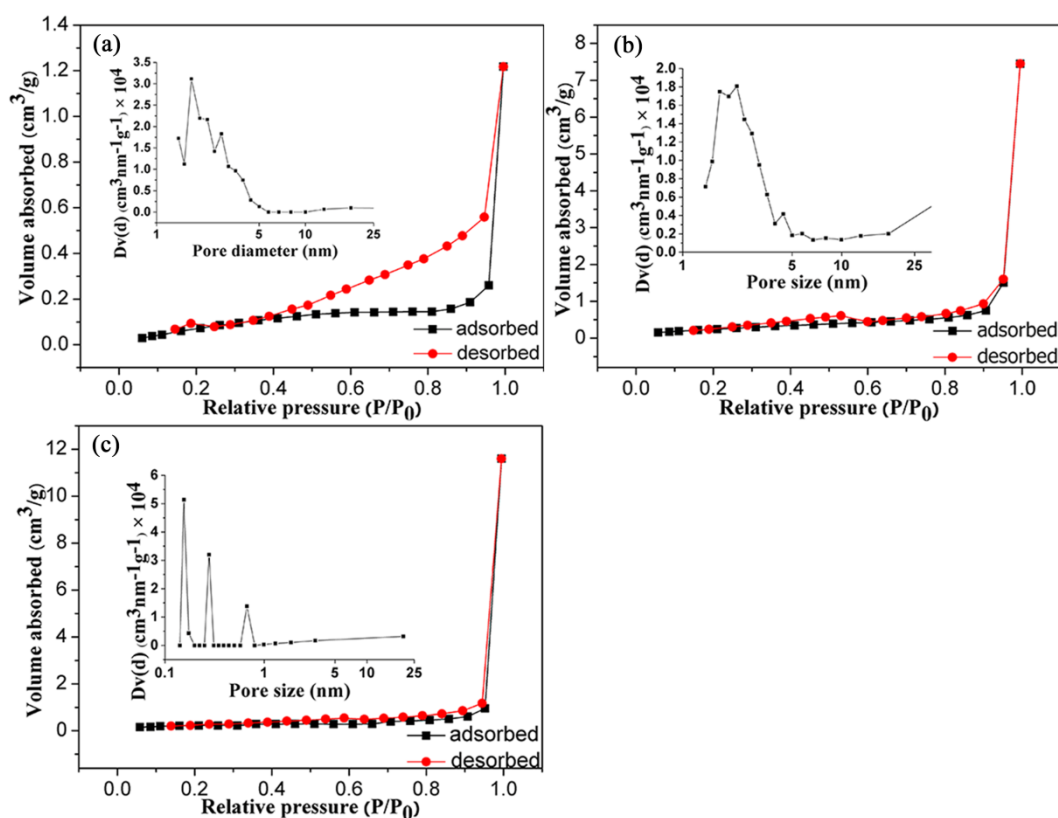 (a)
Volume absorbed (cm³/g)
1.4
1.2
1.0
0.8
0.6
0.4
0.2
0.0
0.0 0.2 0.4 0.6 0.8 1.0
Relative pressure (P/P₀)
adsorbed
desorbed
Dv(d) (cm³nm⁻¹g⁻¹) × 10⁴
3.5
3.0
2.5
2.0
1.5
1.0
0.5
0.0
1 5 10 25
Pore diameter (nm)
(b)
Volume absorbed (cm³/g)
8
7
6
5
4
3
2
1
0
0.0 0.2 0.4 0.6 0.8 1.0
Relative pressure (P/P₀)
adsorbed
desorbed
Dv(d) (cm³nm⁻¹g⁻¹) × 10⁴
2.0
1.8
1.6
1.4
1.2
1.0
0.8
0.6
0.4
0.2
0.0
1 5 10 25
Pore size (nm)
(c)
Volume absorbed (cm³/g)
12
10
8
6
4
2
0
0.0 0.2 0.4 0.6 0.8 1.0
Relative pressure (P/P₀)
adsorbed
desorbed
Dv(d) (cm³nm⁻¹g⁻¹) × 10⁴
6
5
4
3
2
1
0
0.1 1 5 10 25
Pore size (nm)